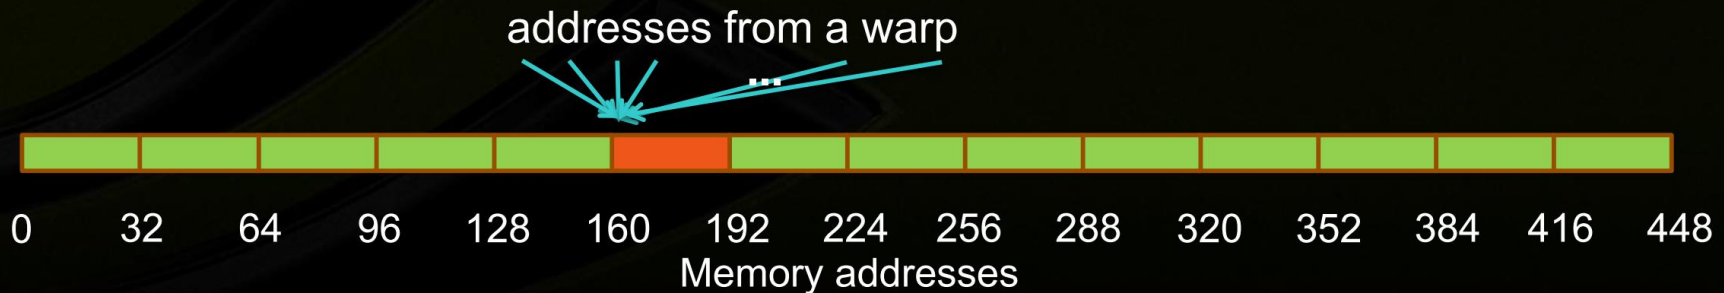 addresses from a warp
...
0 32 64 96 128 160 192 224 256 288 320 352 384 416 448
Memory addresses